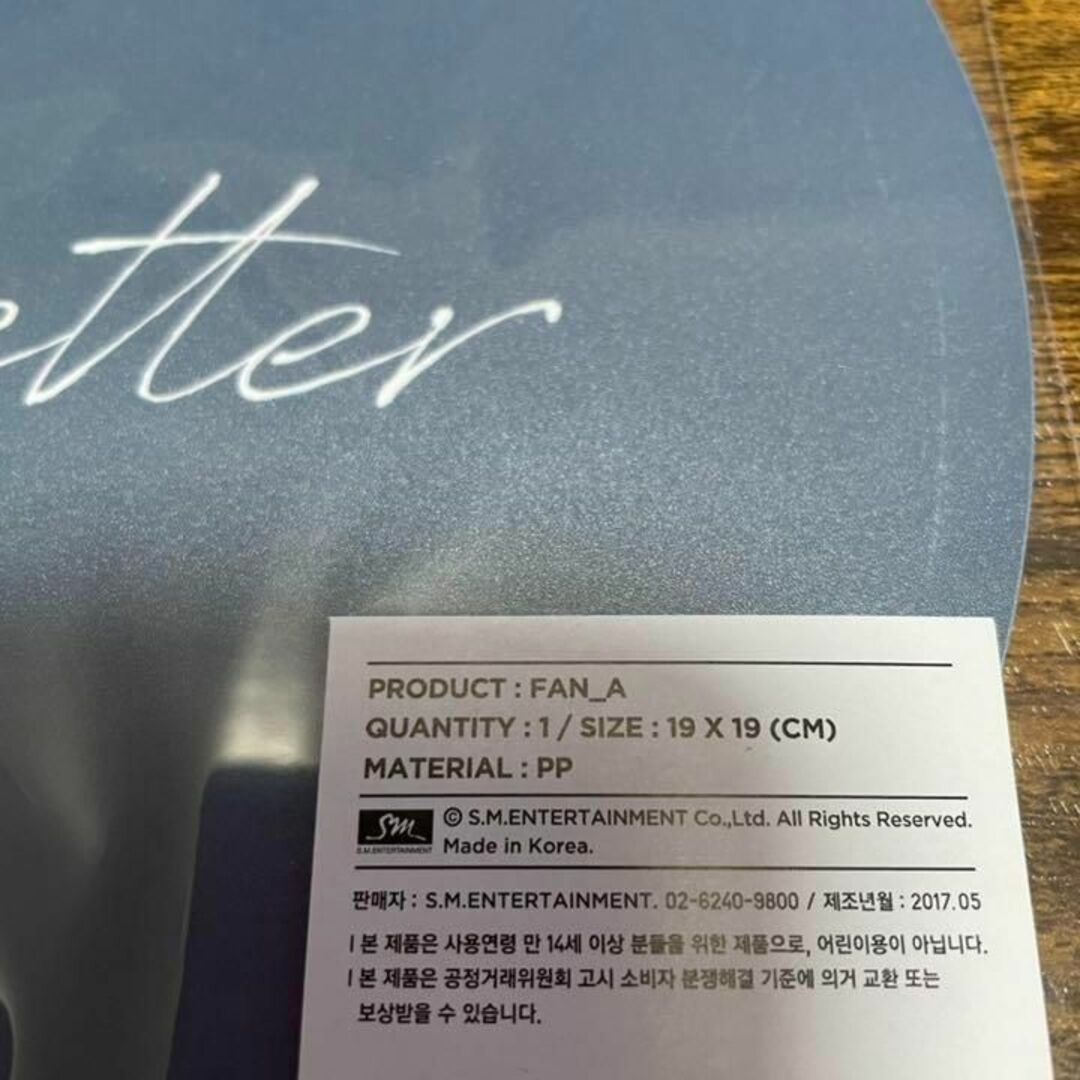 etter
PRODUCT : FAN_A
QUANTITY : 1 / SIZE : 19 X 19 (CM)
MATERIAL : PP
SM
S.M.ENTERTAINMENT
© S.M.ENTERTAINMENT Co.,Ltd. All Rights Reserved.
Made in Korea.
판매자 : S.M.ENTERTAINMENT. 02-6240-9800 / 제조년월 : 2017.05
I 본 제품은 사용연령 만 14세 이상 분들을 위한 제품으로, 어린이용이 아닙니다.
I 본 제품은 공정거래위원회 고시 소비자 분쟁해결 기준에 의거 교환 또는
보상받을 수 있습니다.